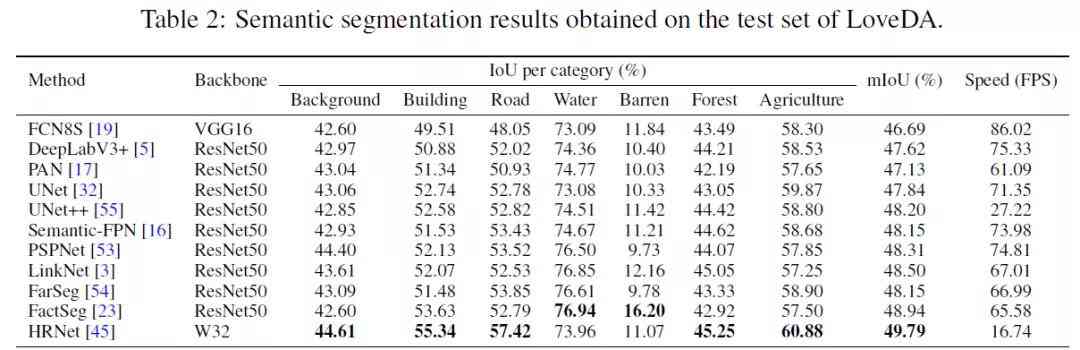 Table 2: Semantic segmentation results obtained on the test set of LoveDA.
Method Backbone IoU per category (%) mIoU (%) Speed (FPS)
Background Building Road Water Barren Forest Agriculture
FCN8S [19] VGG16 42.60 49.51 48.05 73.09 11.84 43.49 58.30 46.69 86.02
DeepLabV3+ [5] ResNet50 42.97 50.88 52.02 74.36 10.40 44.21 58.53 47.62 75.33
PAN [17] ResNet50 43.04 51.34 50.93 74.77 10.03 42.19 57.65 47.13 61.09
UNet [32] ResNet50 43.06 52.74 52.78 73.08 10.33 43.05 59.87 47.84 71.35
UNet++ [55] ResNet50 42.85 52.58 52.82 74.51 11.42 44.42 58.80 48.20 27.22
Semantic-FPN [16] ResNet50 42.93 51.53 53.43 74.67 11.21 44.62 58.68 48.15 73.98
PSPNet [53] ResNet50 44.40 52.13 53.52 76.50 9.73 44.07 57.85 48.31 74.81
LinkNet [3] ResNet50 43.61 52.07 52.53 76.85 12.16 45.05 57.25 48.50 67.01
FarSeg [54] ResNet50 43.09 51.48 53.85 76.61 9.78 43.33 58.90 48.15 66.99
FactSeg [23] ResNet50 42.60 53.63 52.79 76.94 16.20 42.92 57.50 48.94 65.58
HRNet [45] W32 44.61 55.34 57.42 73.96 11.07 45.25 60.88 49.79 16.74